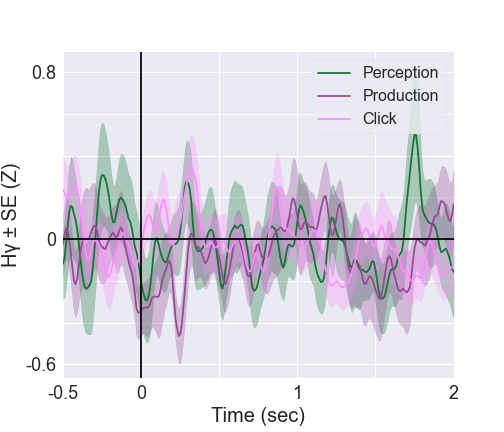 Perception
Production
Click
Hγ ± SE (Z)
0.8
0
-0.6
-0.5
0
1
2
Time (sec)